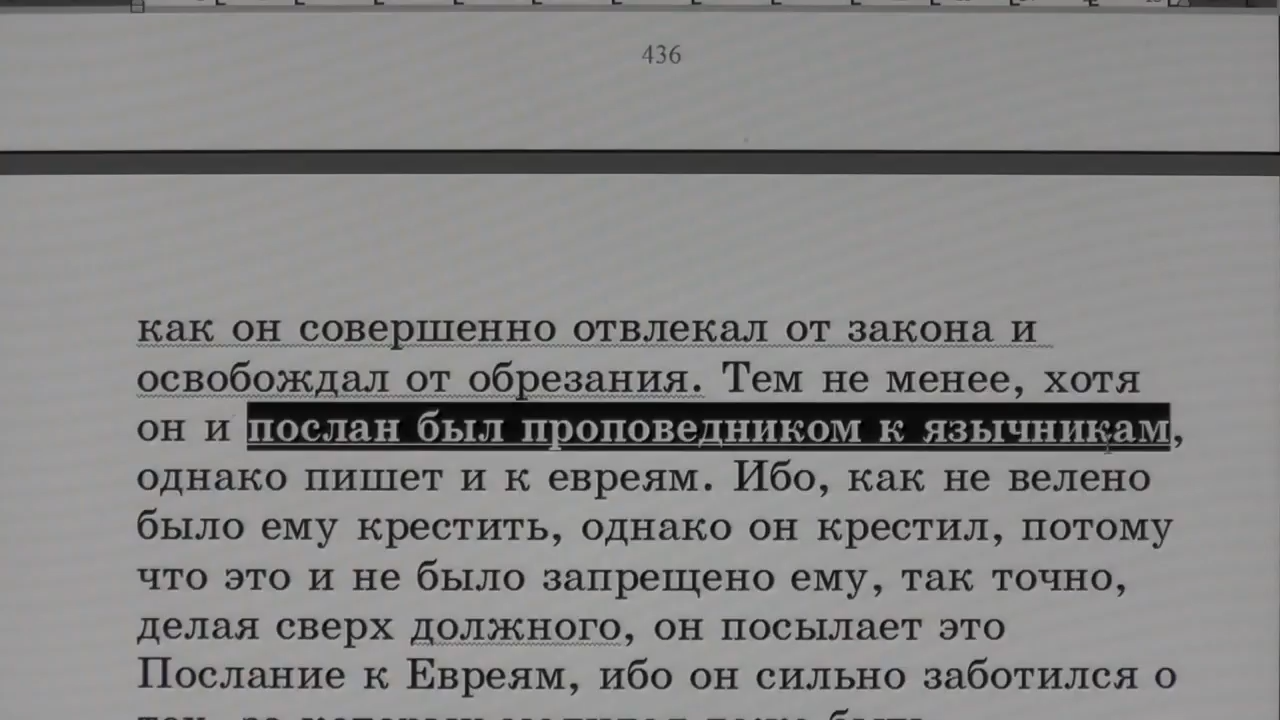 436
как он совершенно отвлекал от закона и
освобождал от обрезания. Тем не менее, хотя
он и послан был проповедником к язычникам,
однако пишет и к евреям. Ибо, как не велено
было ему крестить, однако он крестил, потому
что это и не было запрещено ему, так точно,
делая сверх должного, он посылает это
Послание к Евреям, ибо он сильно заботился о